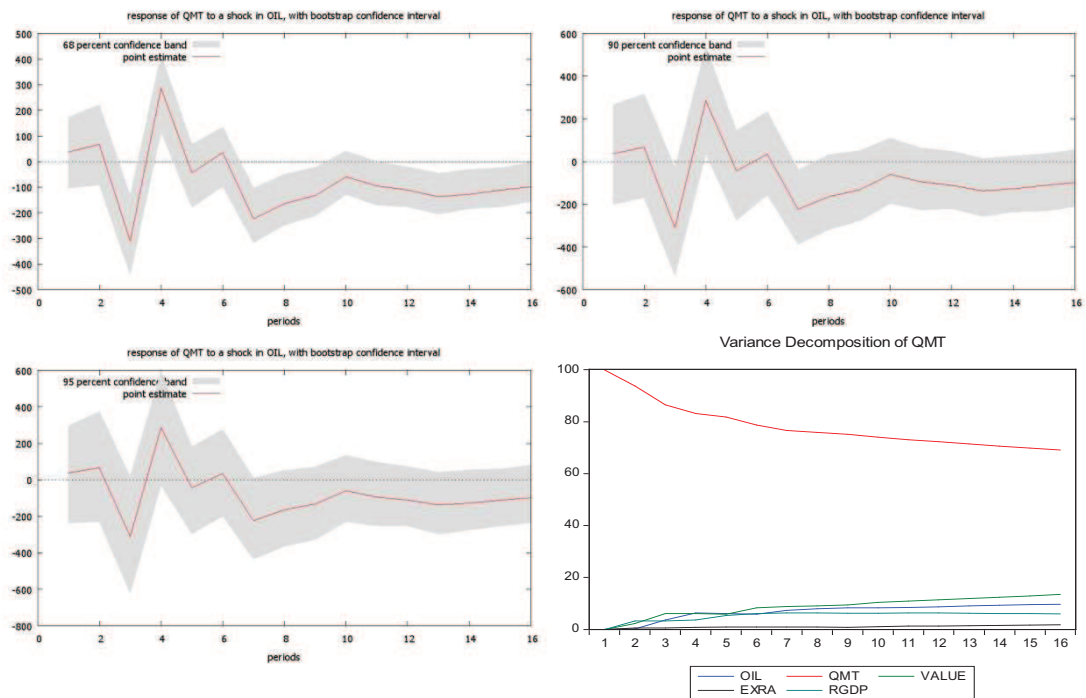 response of QMT to a shock in OIL, with bootstrap confidence interval
500
400
300
200
100
0
-100
-200
-300
-400
-500
68 percent confidence band
point estimate
0 2 4 6 8 10 12 14 16
periods
response of QMT to a shock in OIL, with bootstrap confidence interval
600
400
200
0
-200
-400
-600
90 percent confidence band
point estimate
0 2 4 6 8 10 12 14 16
periods
response of QMT to a shock in OIL, with bootstrap confidence interval
600
400
200
0
-200
-400
-600
-800
95 percent confidence band
point estimate
0 2 4 6 8 10 12 14 16
periods
Variance Decomposition of QMT
100
80
60
40
20
0
1 2 3 4 5 6 7 8 9 10 11 12 13 14 15 16
OIL QMT VALUE
EXRA RGDP